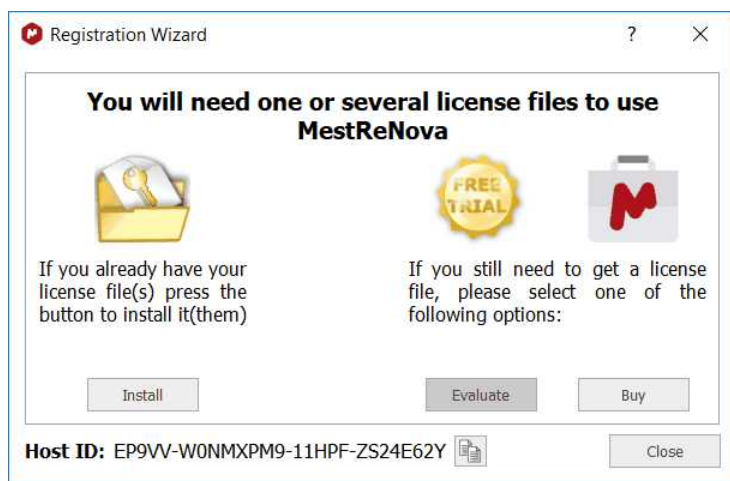 Registration Wizard
You will need one or several license files to use
MestReNova
FREE
TRIAL
If you already have your
license file(s) press the
button to install it(them)
If you still need to get a license
file, please select one of the
following options:
Install
Evaluate
Buy
Host ID: EP9VV-W0NMXPM9-11HPF-ZS24E62Y
Close